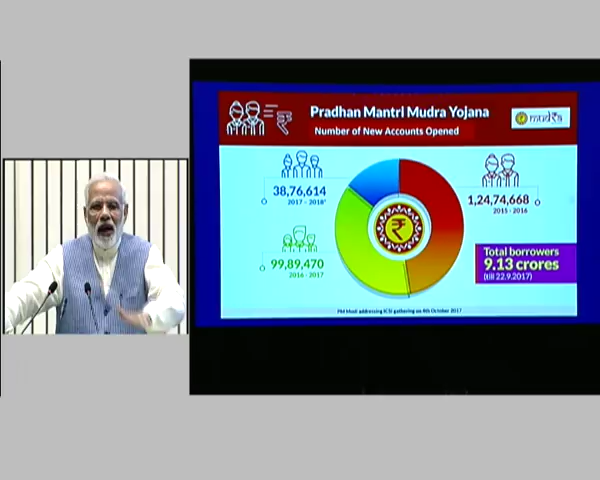 Pradhan Mantri Mudra Yojana
Number of New Accounts Opened
mudra
38,76,614
2017 - 2018*
1,24,74,668
2015 - 2016
99,89,470
2016 - 2017
Total borrowers
9.13 crores
(till 22.9.2017)
PM Modi addressing ICSI gathering on 4th October 2017